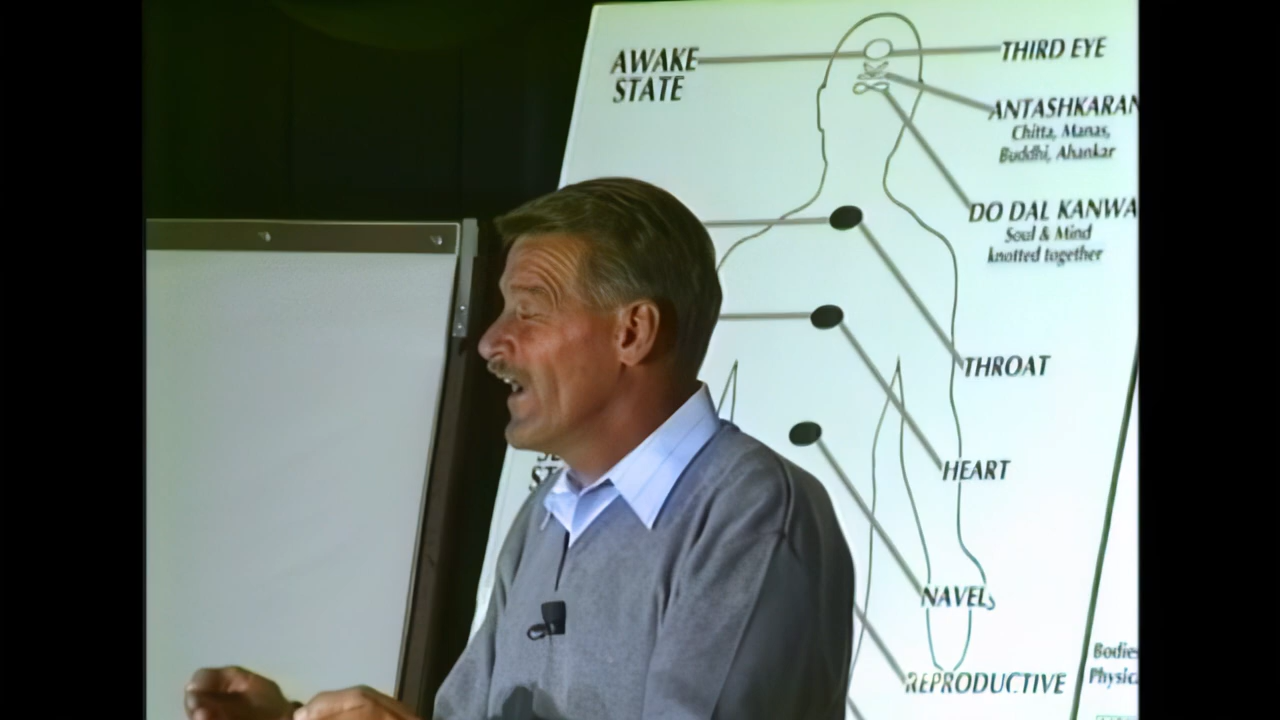 AWAKE
STATE
THIRD EYE
ANTASHKARAN
Chitta, Manas,
Buddhi, Ahankar
DO DAL KANWA
Soul & Mind
knotted together
THROAT
HEART
NAVEL
REPRODUCTIVE
Bodie
Physic